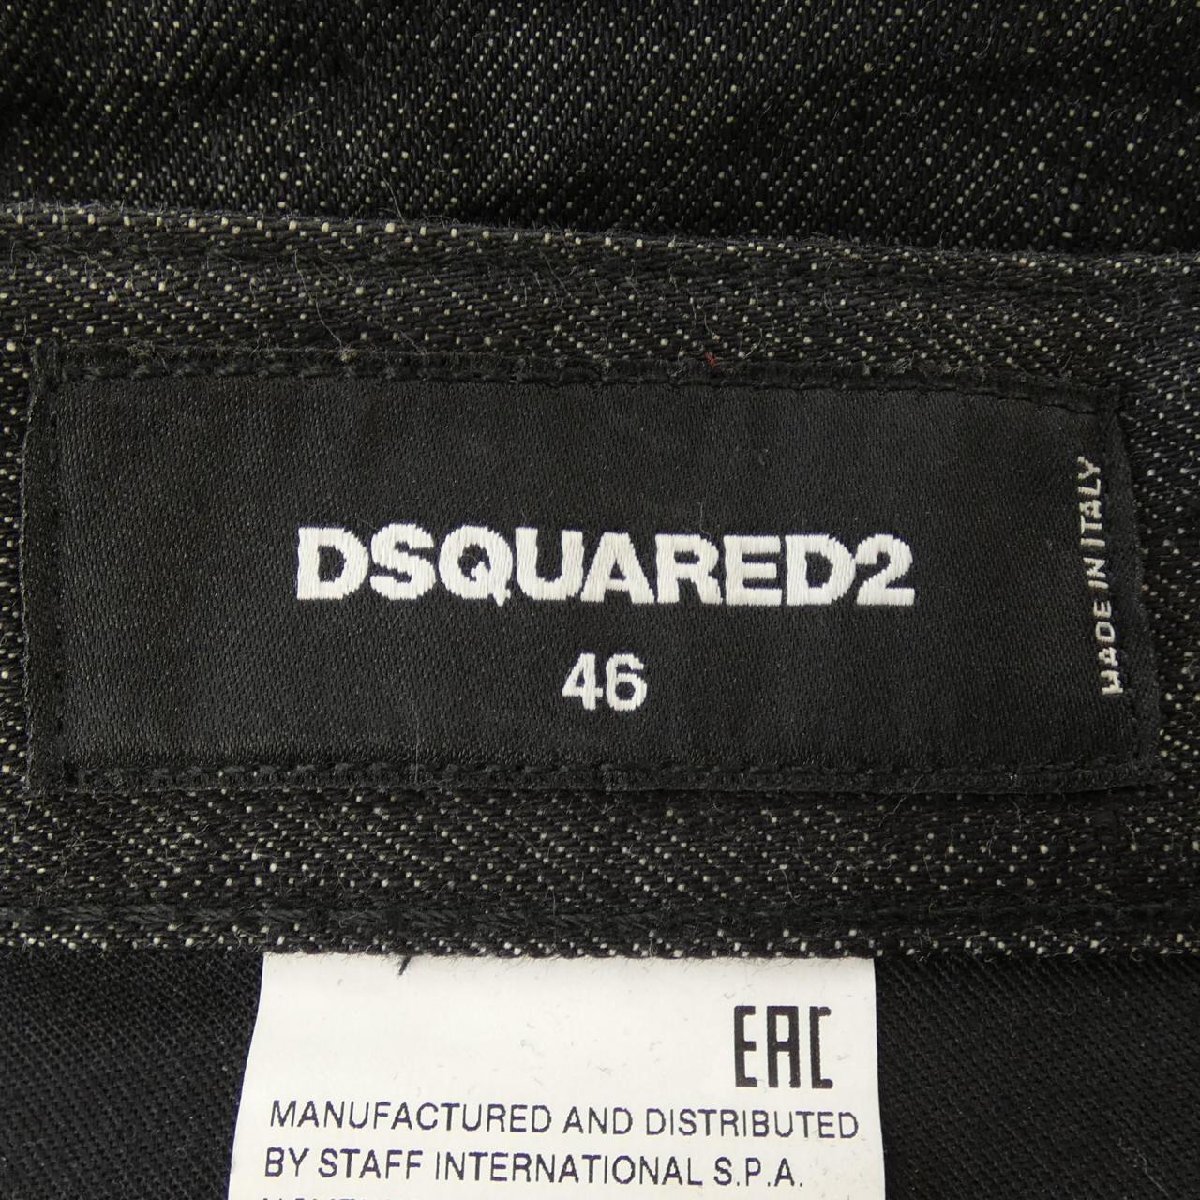 DSQUARED2
46
MADE IN ITALY
EAC
MANUFACTURED AND DISTRIBUTED
BY STAFF INTERNATIONAL S.P.A.